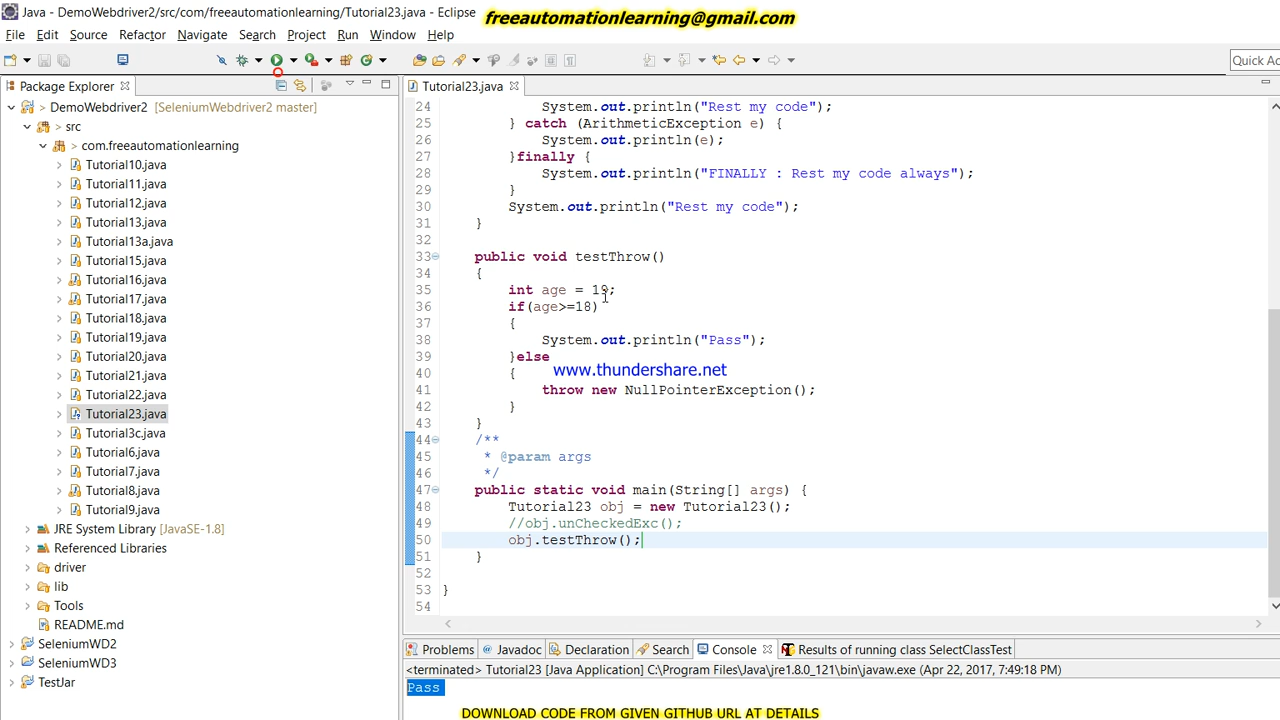 Java - DemoWebdriver2/src/com/freeautomationlearning/Tutorial23.java - Eclipse
freeautomationlearning@gmail.com
File Edit Source Refactor Navigate Search Project Run Window Help
Quick Ac
Package Explorer
DemoWebdriver2 [SeleniumWebdriver2 master]
src
com.freeautomationlearning
Tutorial10.java
Tutorial11.java
Tutorial12.java
Tutorial13.java
Tutorial13a.java
Tutorial15.java
Tutorial16.java
Tutorial17.java
Tutorial18.java
Tutorial19.java
Tutorial20.java
Tutorial21.java
Tutorial22.java
Tutorial23.java
Tutorial3c.java
Tutorial6.java
Tutorial7.java
Tutorial8.java
Tutorial9.java
JRE System Library [JavaSE-1.8]
Referenced Libraries
driver
lib
Tools
README.md
SeleniumWD2
SeleniumWD3
TestJar
Tutorial23.java
24 System.out.println("Rest my code");
25 } catch (ArithmeticException e) {
26 System.out.println(e);
27 }finally {
28 System.out.println("FINALLY : Rest my code always");
29 }
30 System.out.println("Rest my code");
31 }
32
33 public void testThrow()
34 {
35 int age = 19;
36 if(age>=18)
37 {
38 System.out.println("Pass");
39 }else
40 {
www.thundershare.net
41 throw new NullPointerException();
42 }
43 }
44 /**
45 * @param args
46 */
47 public static void main(String[] args) {
48 Tutorial23 obj = new Tutorial23();
49 //obj.unCheckedExc();
50 obj.testThrow();
51 }
52
53 }
54
Problems Javadoc Declaration Search Console Results of running class SelectClassTest
<terminated> Tutorial23 [Java Application] C:\Program Files\Java\jre1.8.0_121\bin\javaw.exe (Apr 22, 2017, 7:49:18 PM)
Pass
DOWNLOAD CODE FROM GIVEN GITHUB URL AT DETAILS